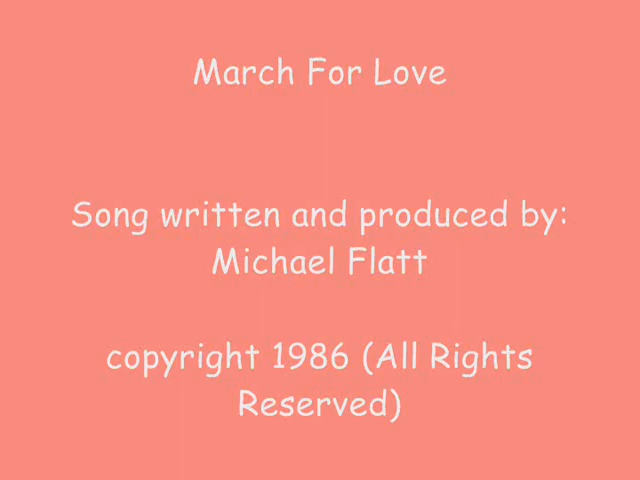 March For Love
Song written and produced by:
Michael Flatt
copyright 1986 (All Rights
Reserved)